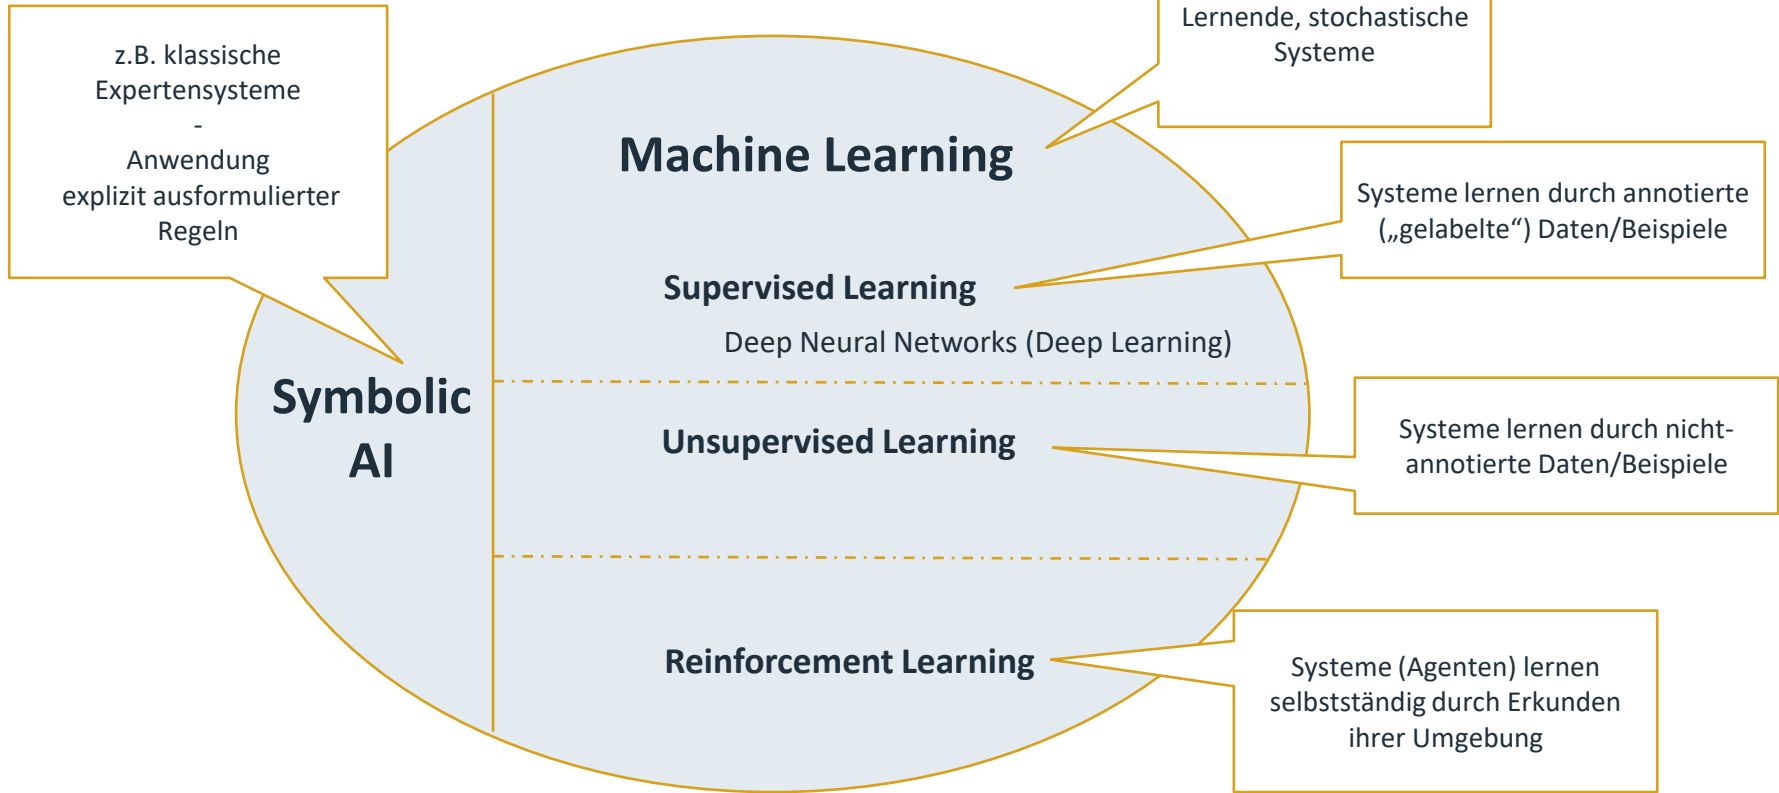 z.B. klassische
Expertensysteme
-
Anwendung
explizit ausformulierter
Regeln
Lernende, stochastische
Systeme
Machine Learning
Systeme lernen durch annotierte
(„gelabelte“) Daten/Beispiele
Supervised Learning
Deep Neural Networks (Deep Learning)
Symbolic
AI
Unsupervised Learning
Systeme lernen durch nicht-
annotierte Daten/Beispiele
Reinforcement Learning
Systeme (Agenten) lernen
selbstständig durch Erkunden
ihrer Umgebung